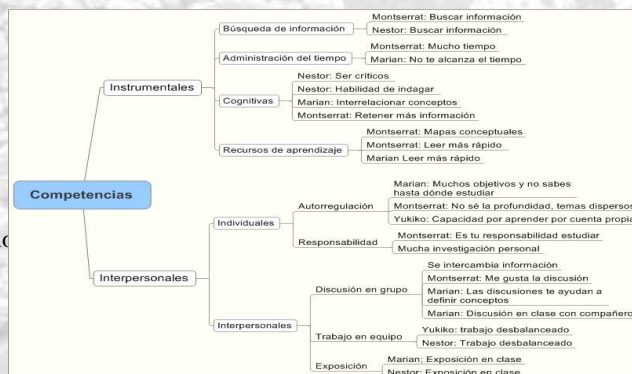 Competencias
Instrumentales
Búsqueda de información
Montserrat: Buscar información
Nestor: Buscar información
Administración del tiempo
Montserrat: Mucho tiempo
Marian: No te alcanza el tiempo
Cognitivas
Nestor: Ser críticos
Nestor: Habilidad de indagar
Marian: Interrelacionar conceptos
Montserrat: Retener más información
Recursos de aprendizaje
Montserrat: Mapas conceptuales
Montserrat: Leer más rápido
Marian Leer más rápido
Interpersonales
Individuales
Autorregulación
Marian: Muchos objetivos y no sabes
hasta dónde estudiar
Montserrat: No sé la profundidad, temas dispersos
Yukiko: Capacidad por aprender por cuenta propia
Responsabilidad
Montserrat: Es tu responsabilidad estudiar
Mucha investigación personal
Interpersonales
Discusión en grupo
Se intercambia información
Montserrat: Me gusta la discusión
Marian: Las discusiones te ayudan a
definir conceptos
Marian: Discusión en clase con compañero
Trabajo en equipo
Yukiko: trabajo desbalanceado
Nestor: Trabajo desbalanceado
Exposición
Marian; Exposición en clase
Nestor: Exposición en clase